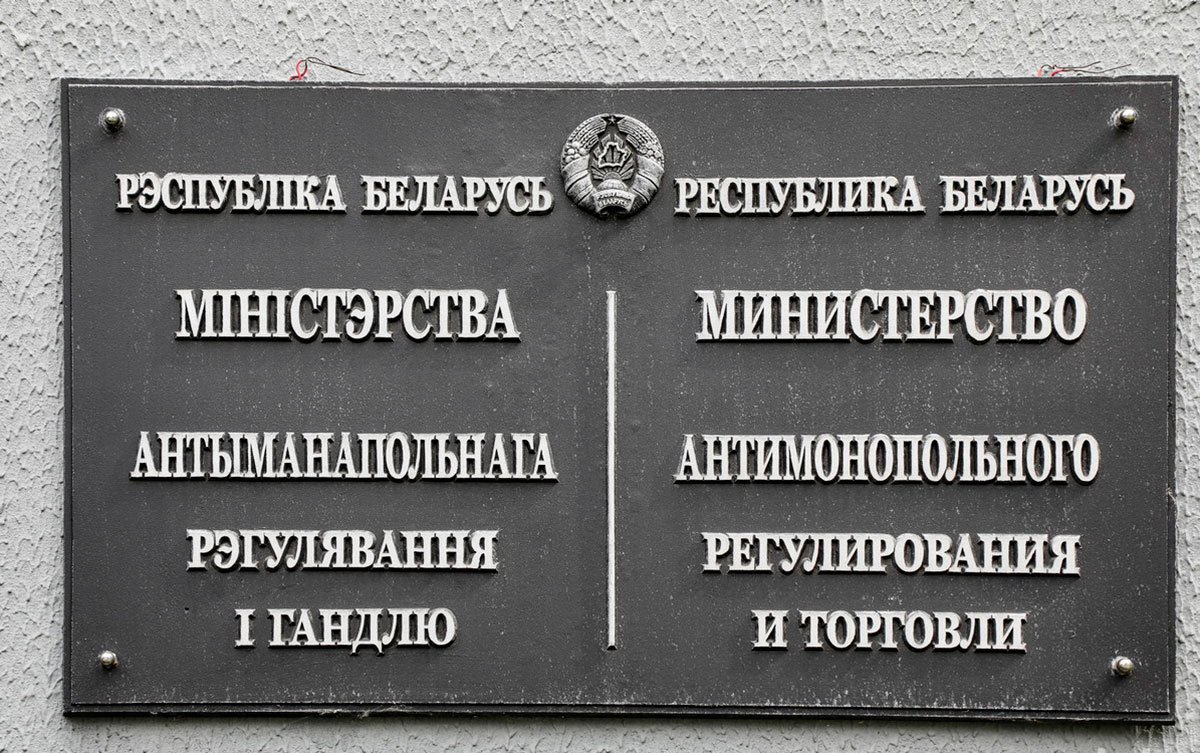 РЭСПУБЛІКА БЕЛАРУСЬ
МІНІСТЭРСТВА
АНТЫМАНАПОЛЬНАГА
РЭГУЛЯВАННЯ
І ГАНДЛЮ
РЕСПУБЛИКА БЕЛАРУСЬ
МИНИСТЕРСТВО
АНТИМОНОПОЛЬНОГО
РЕГУЛИРОВАНИЯ
И ТОРГОВЛИ